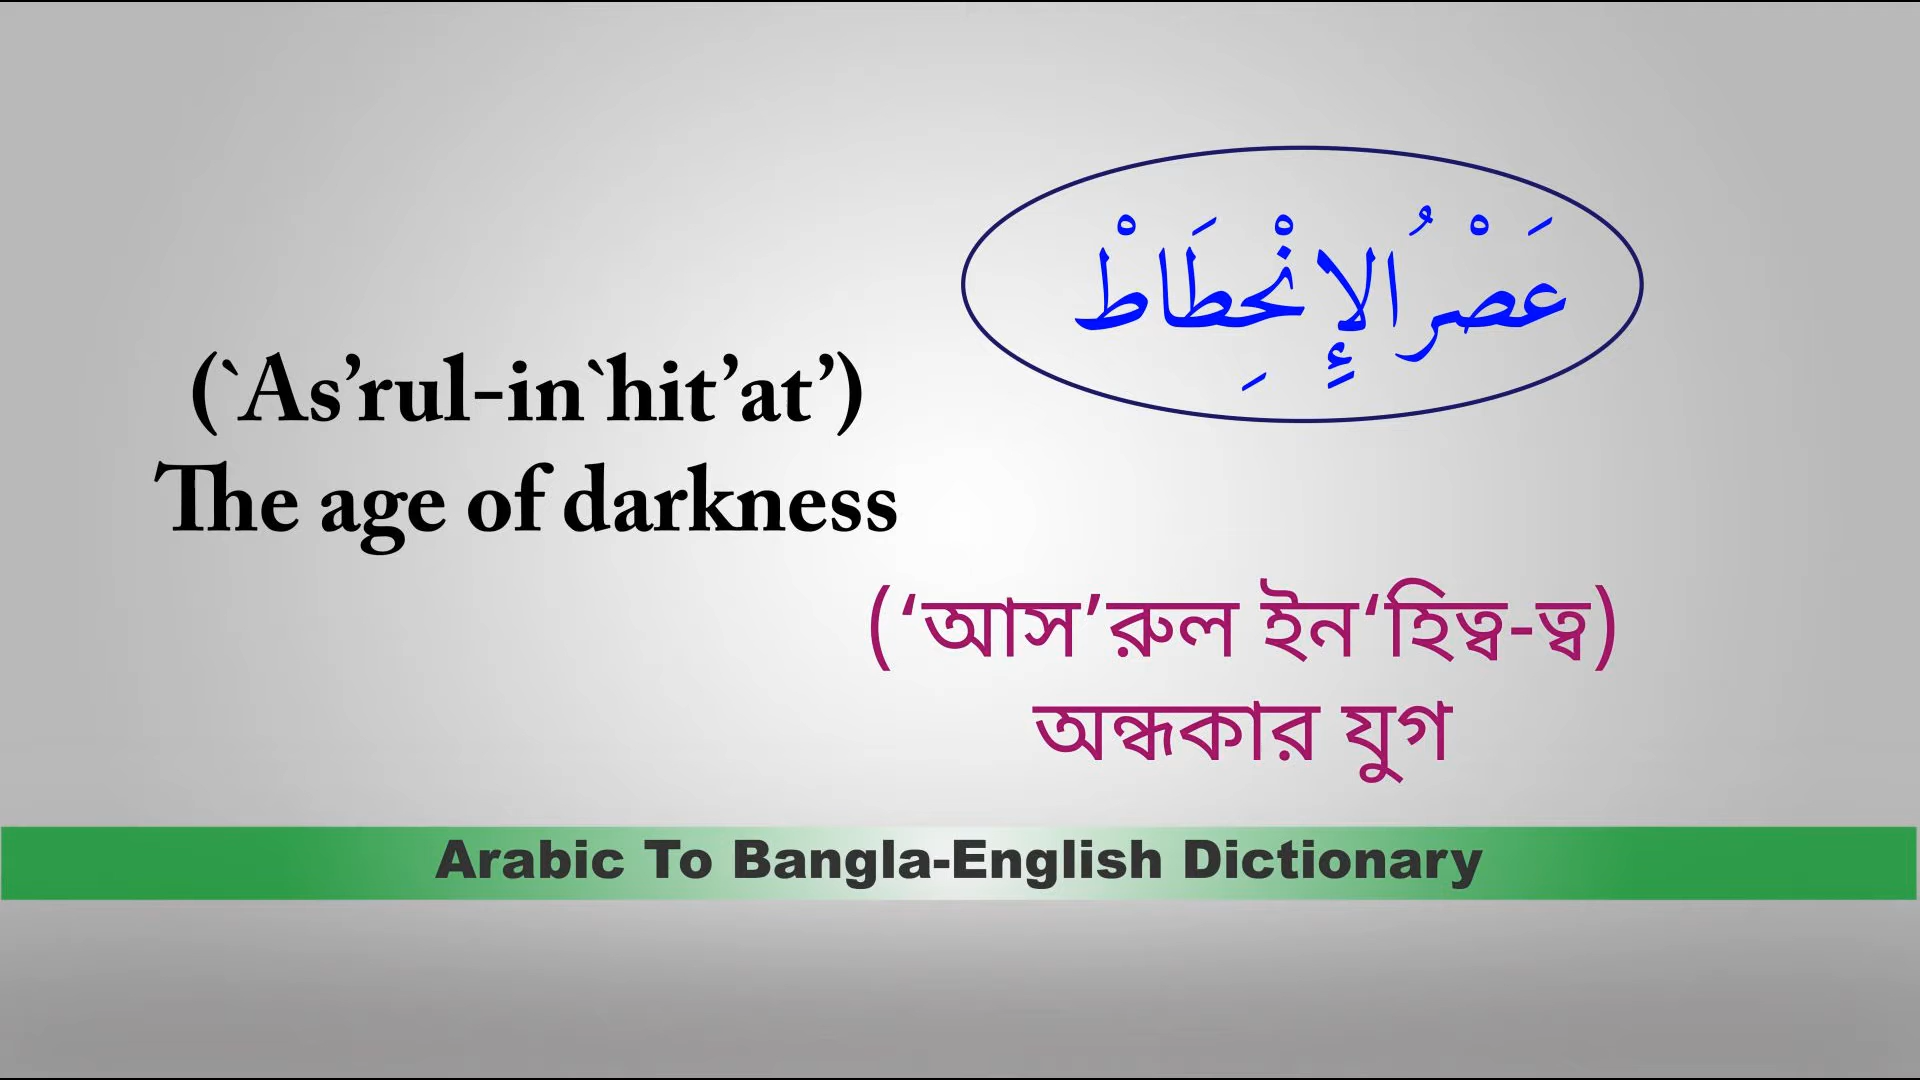 عَصْرُ الإِنْحِطَاطْ
(`As’rul-in`hit’at’)
The age of darkness
(‘আস’রুল ইন‘হিত্ব-ত্ব)
অন্ধকার যুগ
Arabic To Bangla-English Dictionary